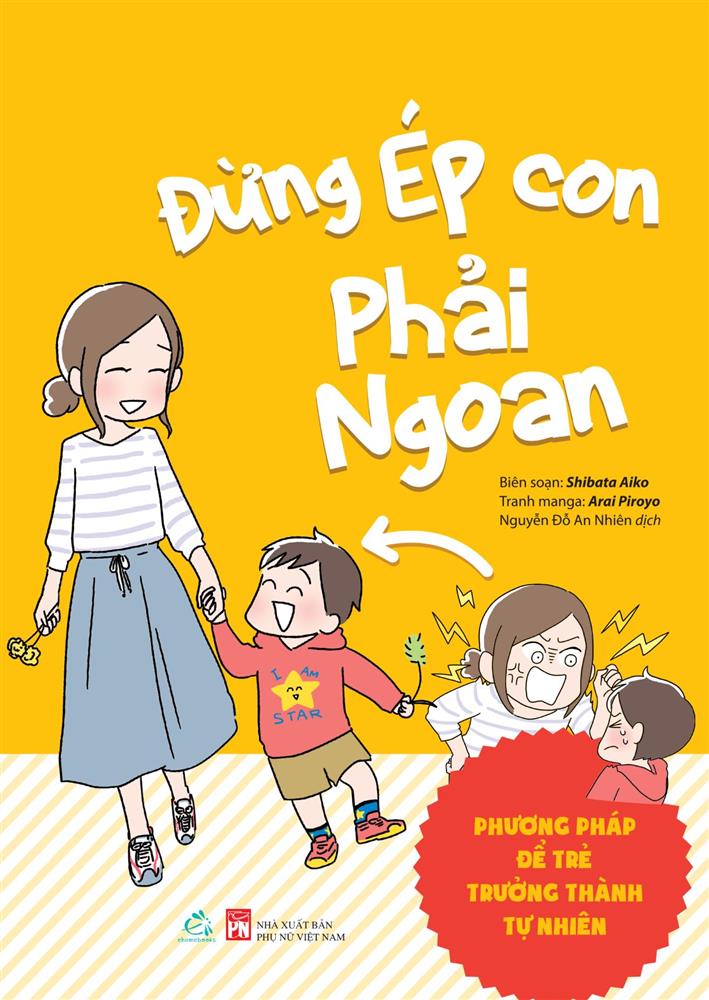 Đừng Ép con
Phải
Ngoan
Biên soạn: Shibata Aiko
Tranh manga: Arai Piroyo
Nguyễn Đỗ An Nhiên dịch
I AM
STAR
PHƯƠNG PHÁP
ĐỂ TRẺ
TRƯỞNG THÀNH
TỰ NHIÊN
chomebooks
PN
NHÀ XUẤT BẢN
PHỤ NỮ VIỆT NAM